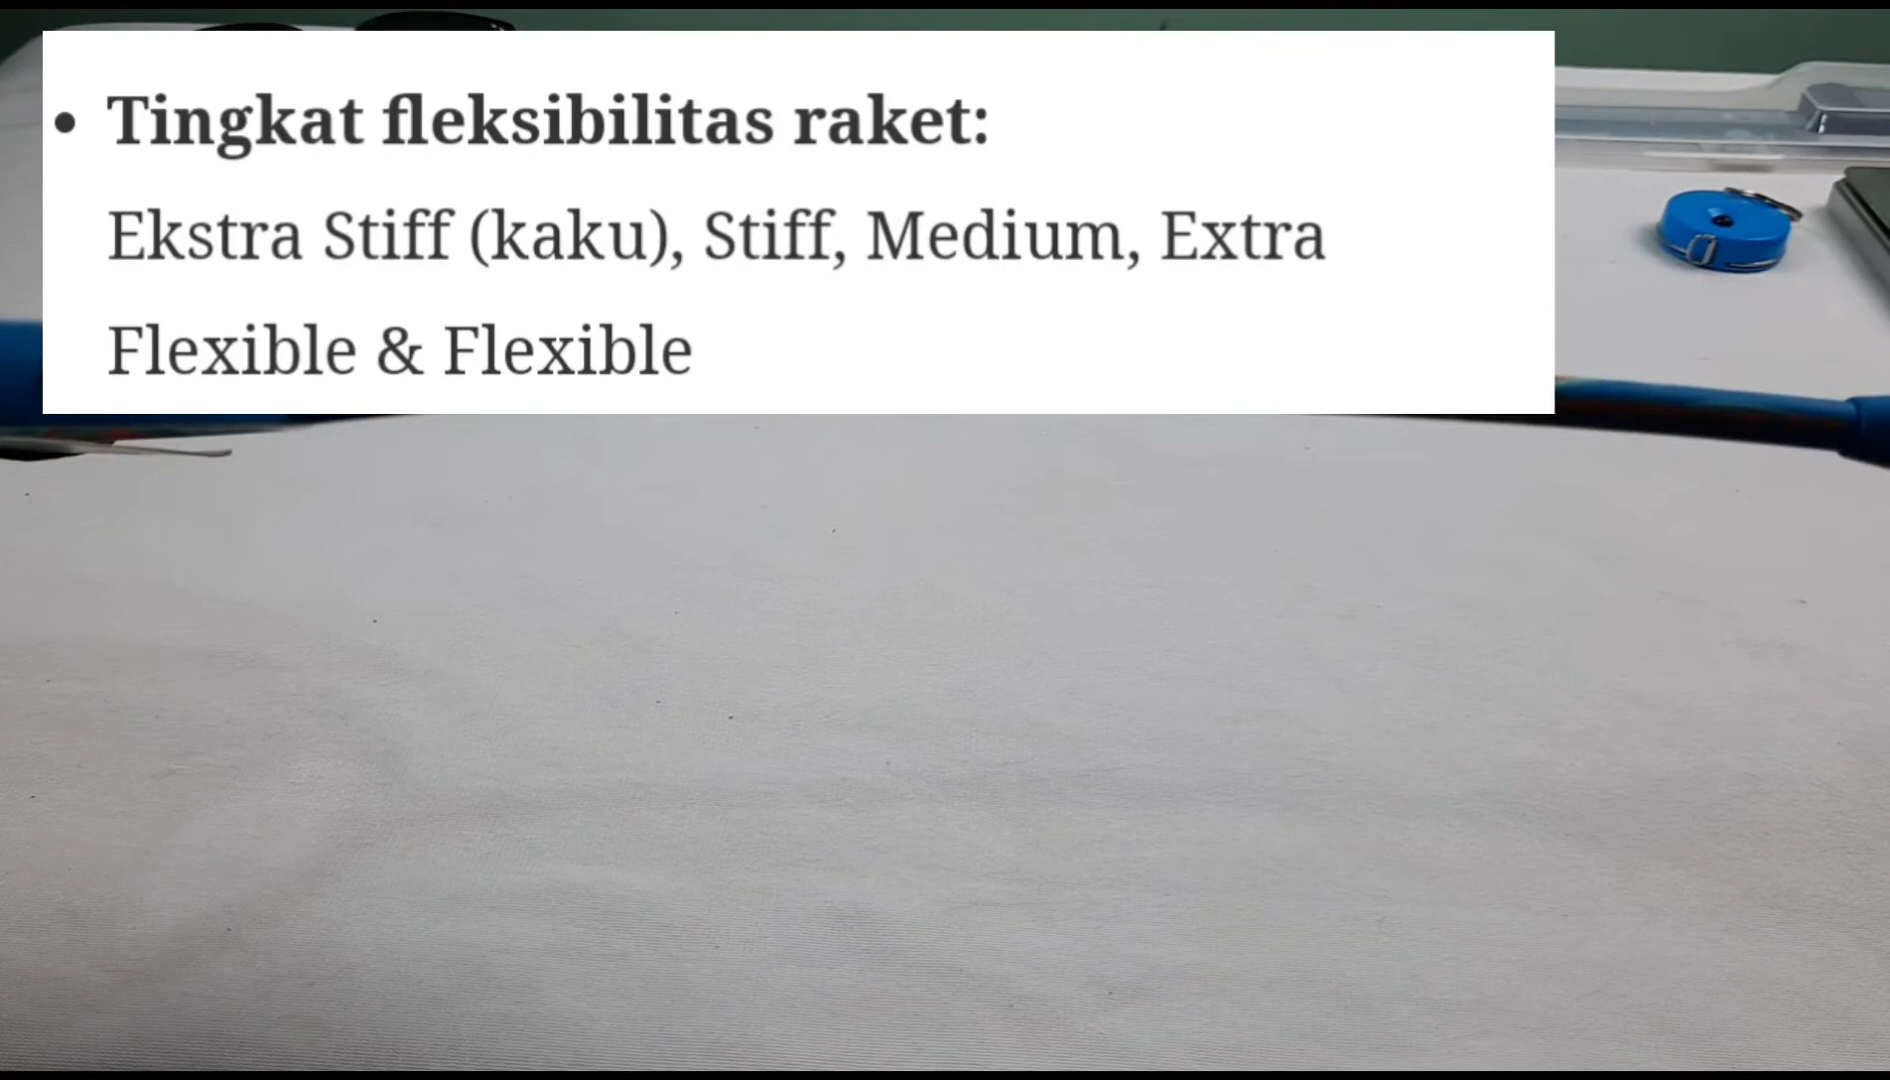 • Tingkat fleksibilitas raket:
Ekstra Stiff (kaku), Stiff, Medium, Extra
Flexible & Flexible